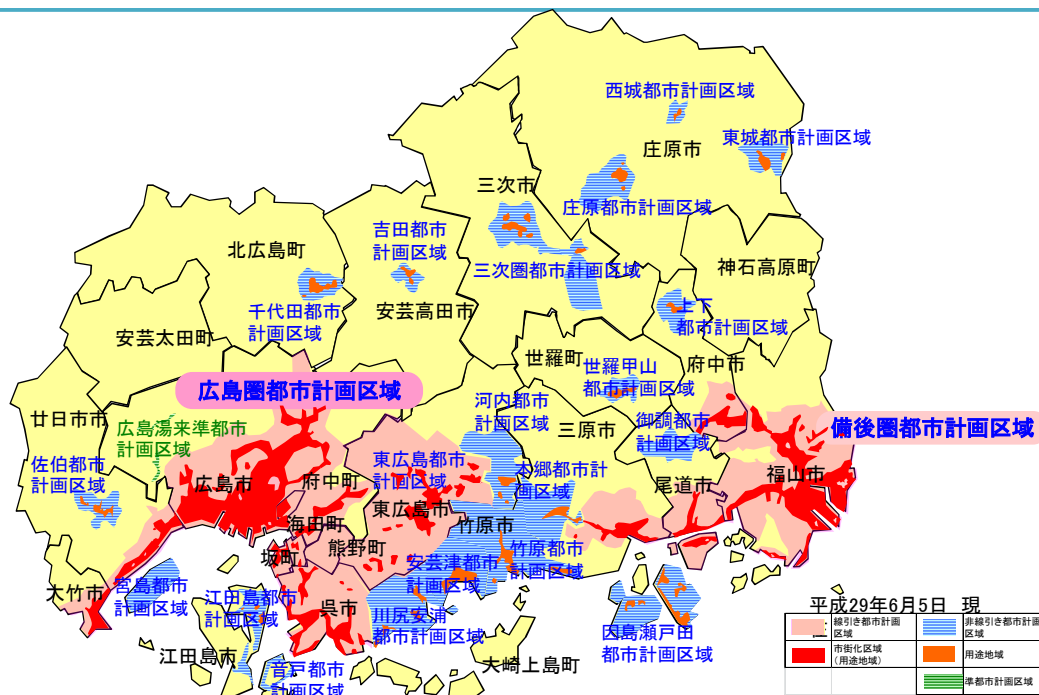 西城都市計画区域
東城都市計画区域
庄原市
三次市
庄原都市計画区域
吉田都市
計画区域
北広島町
三次圏都市計画区域
神石高原町
千代田都市
計画区域
安芸高田市
上下
都市計画区域
安芸太田町
世羅町
世羅甲山
都市計画区域
府中市
広島圏都市計画区域
河内都市
計画区域
廿日市市
三原市
御調都市
計画区域
備後圏都市計画区域
広島湯来準都市
計画区域
佐伯都市
計画区域
東広島都市
計画区域
本郷都市計
画区域
広島市
府中町
尾道市
福山市
東広島市
海田町
竹原市
熊野町
坂町
安芸津都市
計画区域
竹原都市
計画区域
大竹市
宮島都市
計画区域
江田島都市
計画区域
呉市
川尻安浦
都市計画区域
因島瀬戸田
都市計画区域
江田島市
音戸都市
計画区域
大崎上島町
平成29年6月5日 現
線引き都市計画
区域
非線引き都市計画
区域
市街化区域
(用途地域)
用途地域
準都市計画区域